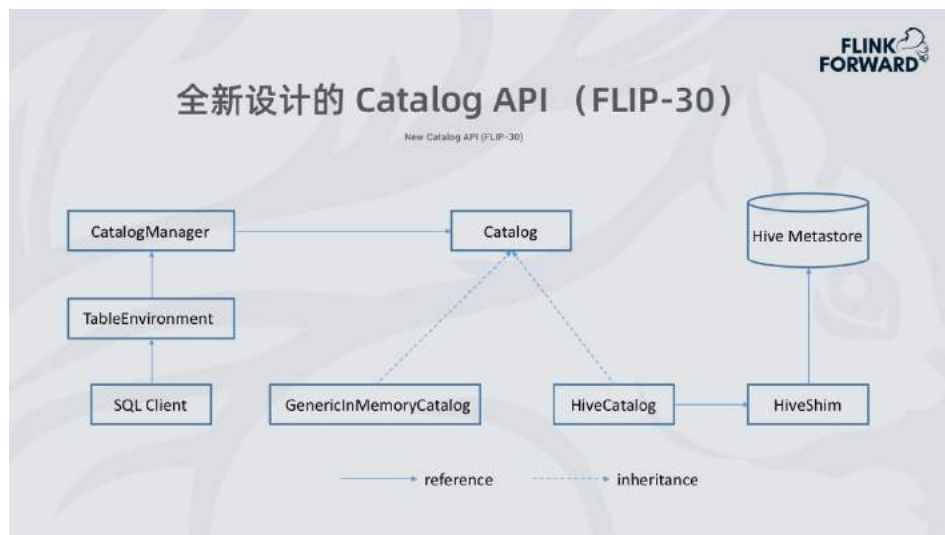 FLINK
FORWARD
全新设计的 Catalog API （FLIP-30）
New Catalog API (FLIP-30)
CatalogManager
Catalog
Hive Metastore
TableEnvironment
SQL Client
GenericInMemoryCatalog
HiveCatalog
HiveShim
reference
inheritance